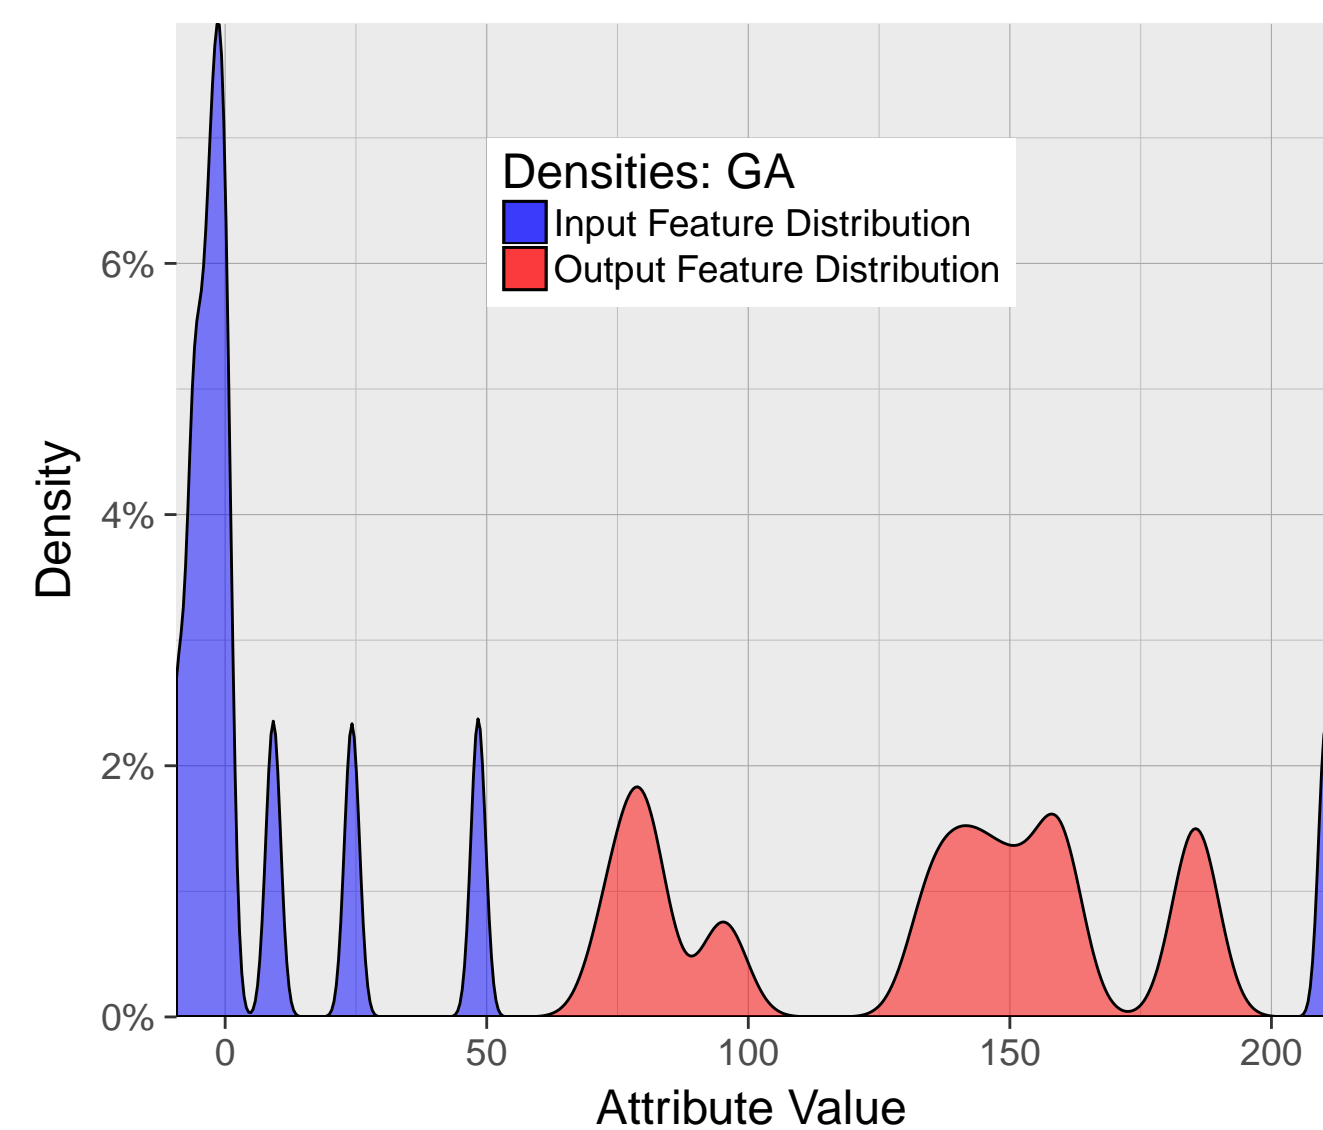 Densities: GA
Input Feature Distribution
Output Feature Distribution
6%
4%
2%
0%
Density
0 50 100 150 200
Attribute Value